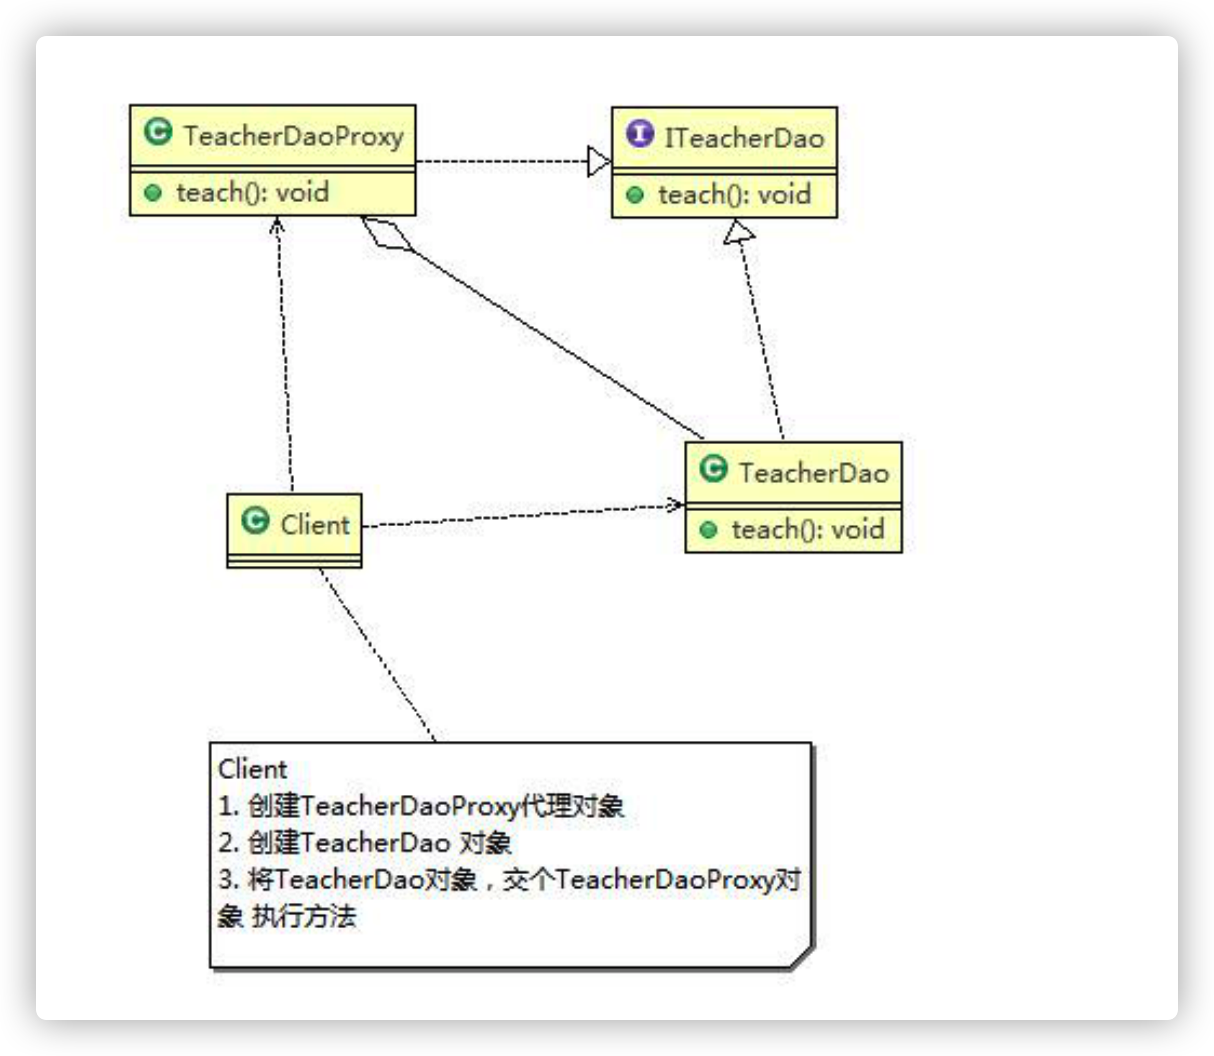 TeacherDaoProxy
teach(): void
ITeacherDao
teach(): void
TeacherDao
teach(): void
Client
Client
1. 创建TeacherDaoProxy代理对象
2. 创建TeacherDao 对象
3. 将TeacherDao对象，交个TeacherDaoProxy对
象 执行方法